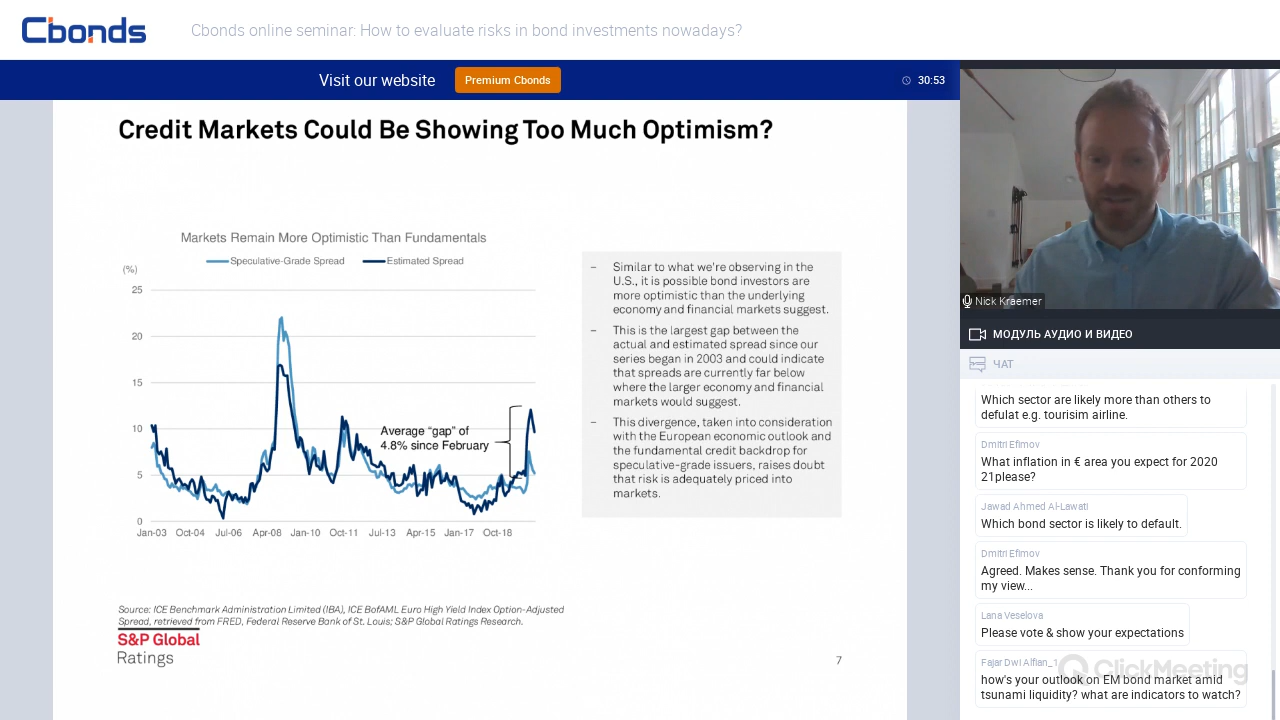 Cbonds
Cbonds online seminar: How to evaluate risks in bond investments nowadays?
Visit our website
Premium Cbonds
30:53
Credit Markets Could Be Showing Too Much Optimism?
Markets Remain More Optimistic Than Fundamentals
Speculative-Grade Spread
Estimated Spread
(%)
25
20
15
10
5
0
Average “gap” of
4.8% since February
Jan-03 Oct-04 Jul-06 Apr-08 Jan-10 Oct-11 Jul-13 Apr-15 Jan-17 Oct-18
– Similar to what we're observing in the
U.S., it is possible bond investors are
more optimistic than the underlying
economy and financial markets suggest.
– This is the largest gap between the
actual and estimated spread since our
series began in 2003 and could indicate
that spreads are currently far below
where the larger economy and financial
markets would suggest.
– This divergence, taken into consideration
with the European economic outlook and
the fundamental credit backdrop for
speculative-grade issuers, raises doubt
that risk is adequately priced into
markets.
Source: ICE Benchmark Administration Limited (IBA), ICE BofAML Euro High Yield Index Option-Adjusted
Spread, retrieved from FRED, Federal Reserve Bank of St. Louis; S&P Global Ratings Research.
S&P Global
Ratings
7
Nick Kraemer
МОДУЛЬ АУДИО И ВИДЕО
ЧАТ
Which sector are likely more than others to
defulat e.g. tourisim airline.
Dmitri Efimov
What inflation in € area you expect for 2020
21please?
Jawad Ahmed Al-Lawati
Which bond sector is likely to default.
Dmitri Efimov
Agreed. Makes sense. Thank you for conforming
my view...
Lana Veselova
Please vote & show your expectations
Fajar Dwi Alfian_1
how's your outlook on EM bond market amid
tsunami liquidity? what are indicators to watch?
ClickMeeting